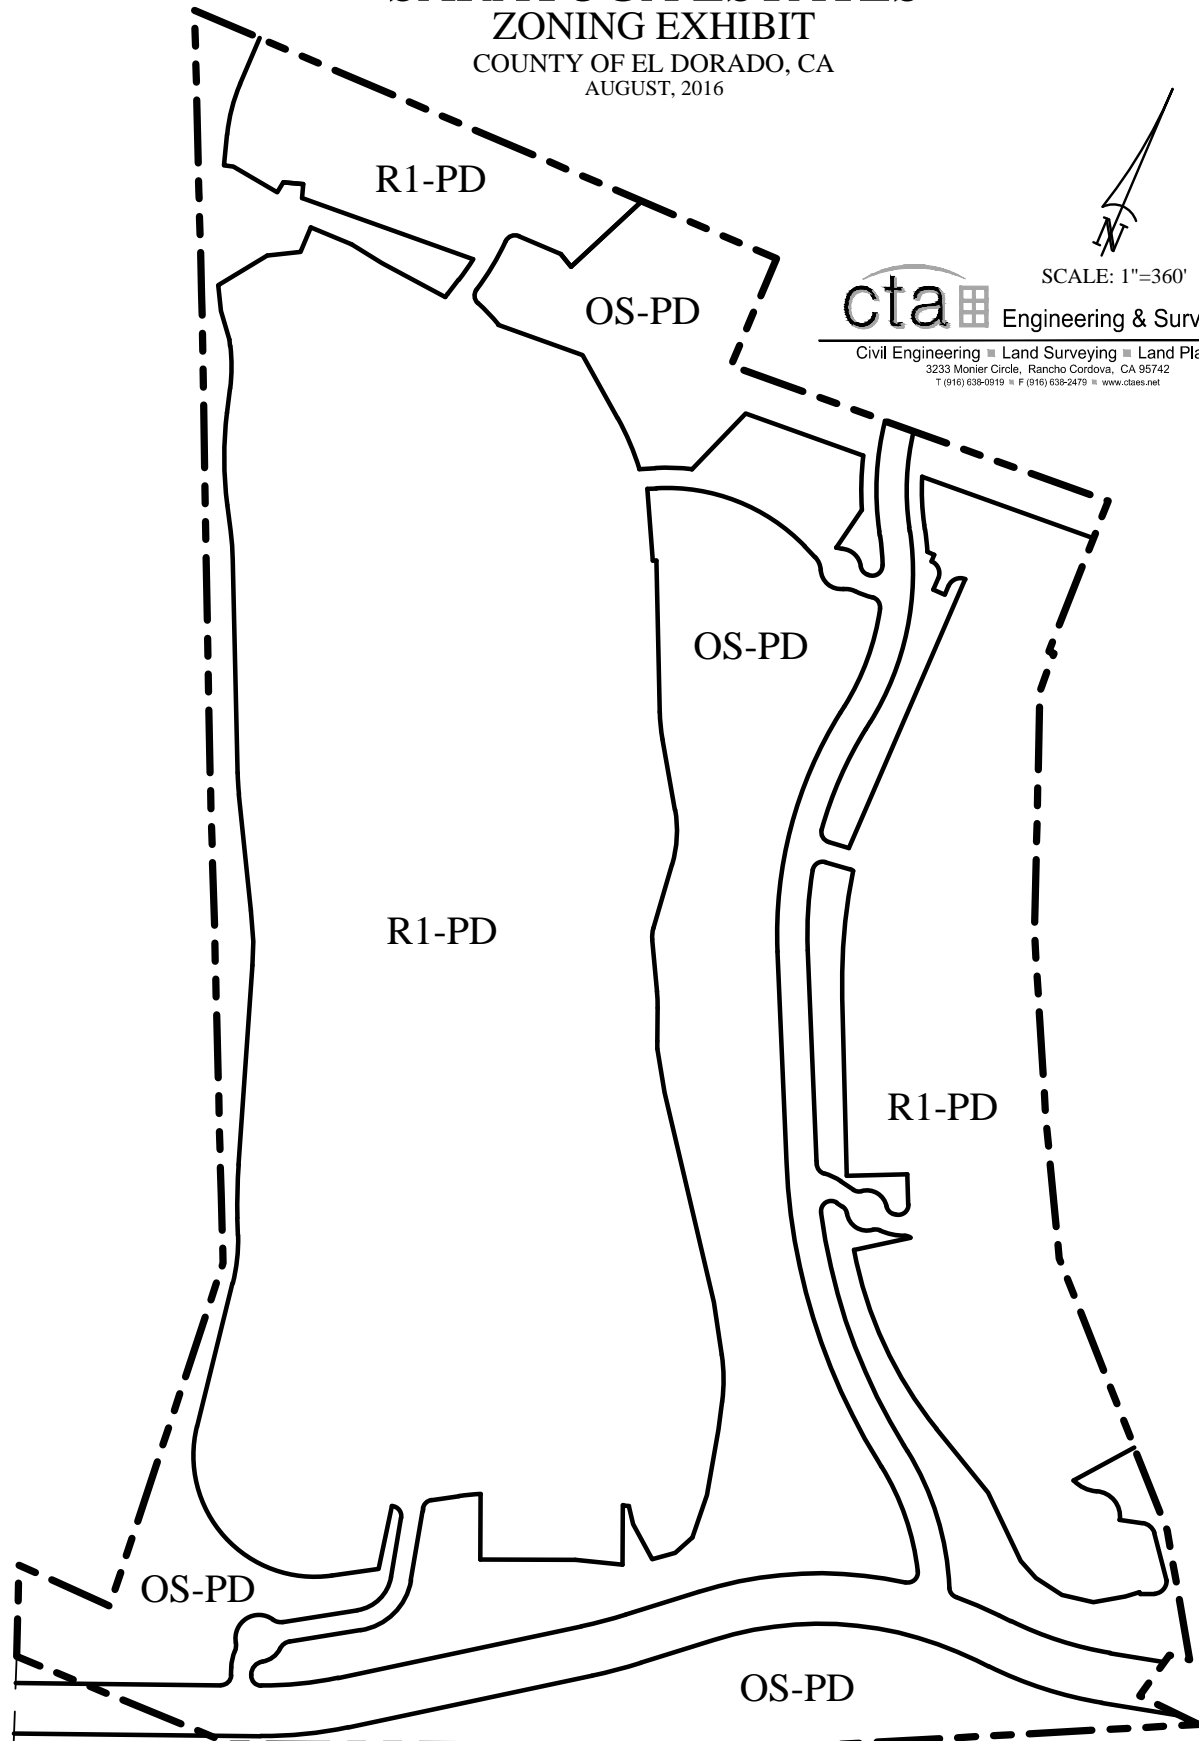 ZONING EXHIBIT
COUNTY OF EL DORADO, CA
AUGUST, 2016
R1-PD
N
SCALE: 1"=360'
OS-PD
cta Engineering &
Civil Engineering ■ Land Surveying ■ Land
3233 Monier Circle, Rancho Cordova, CA 95742
T (916) 638-0919 ■ F (916) 638-2479 ■ www.ctaes.net
OS-PD
R1-PD
R1-PD
OS-PD
OS-PD